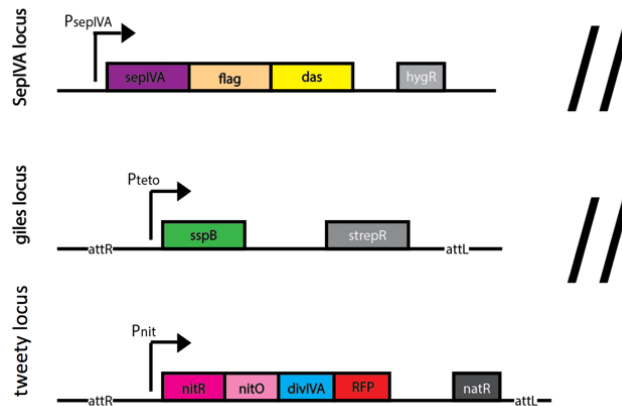 SepIVA locus
PsepIVA
sepIVA flag das hygR
giles locus
Pteto
sspB strepR
attR attL
tweety locus
Pnit
nitR nitO divIVA RFP natR
attR attL